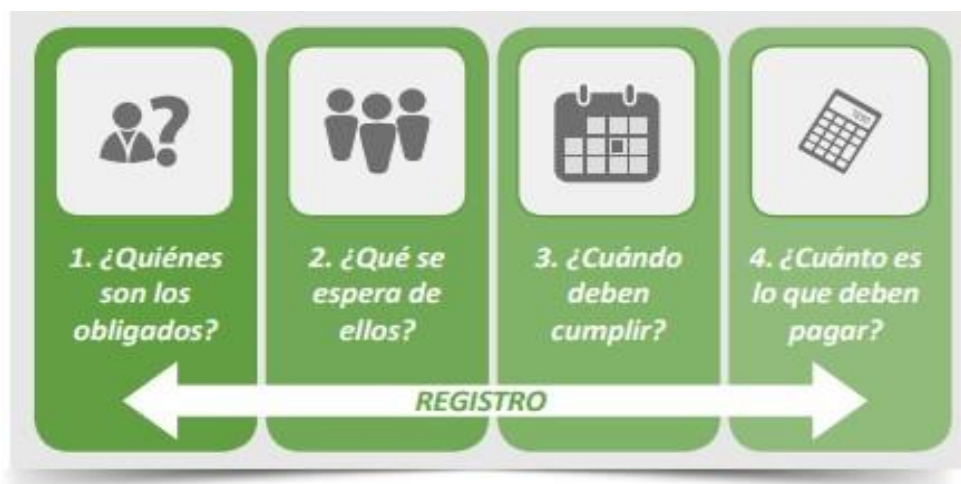 1. ¿Quiénes
son los
obligados?
2. ¿Qué se
espera de
ellos?
3. ¿Cuándo
deben
cumplir?
4. ¿Cuánto es
lo que deben
pagar?
REGISTRO